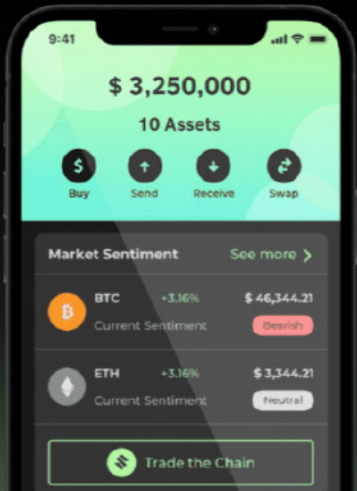 9:41
$ 3,250,000
10 Assets
Buy Send Receive Swap
Market Sentiment See more
BTC +3.16% $ 46,344.21
Current Sentiment Bearish
ETH +3.16% $ 3,344.21
Current Sentiment Neutral
Trade the Chain